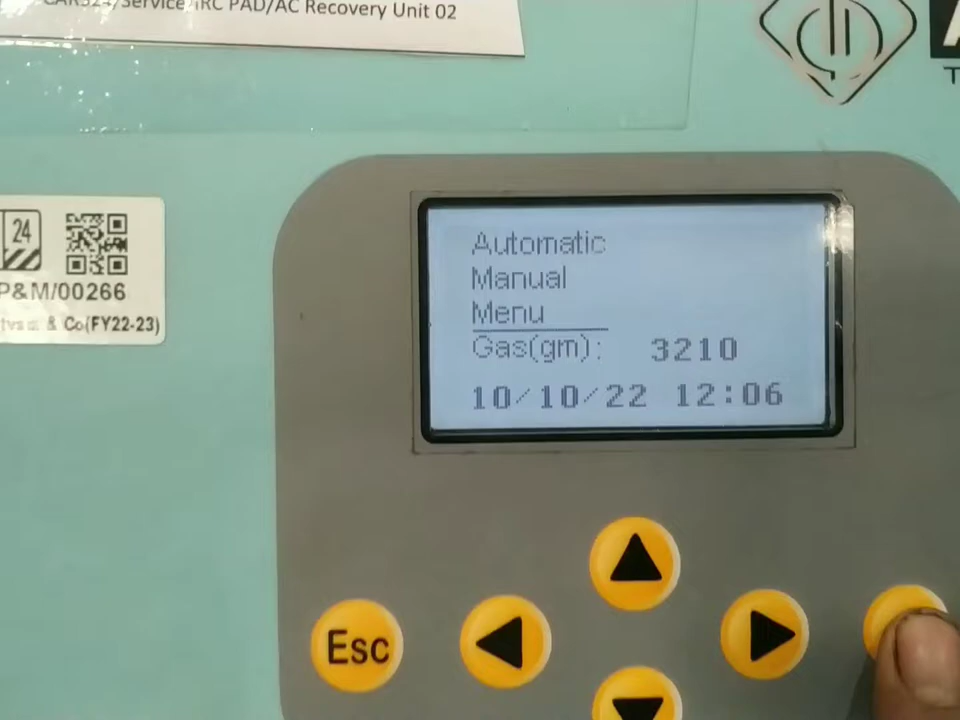 CAR524/Service/IRC PAD/AC Recovery Unit 02
24
P&M/00266
& Co(FY22-23)
Automatic
Manual
Menu
Gas(gm): 3210
10/10/22 12:06
Esc